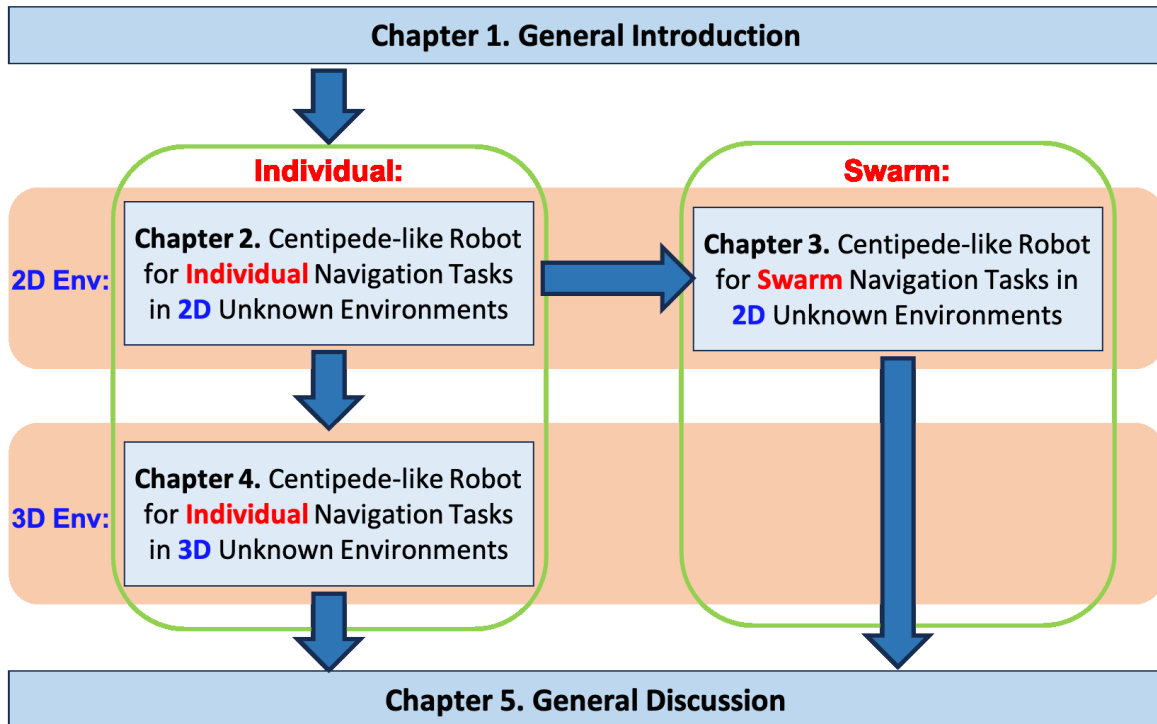 Chapter 1. General Introduction
Individual:
Swarm:
2D Env:
Chapter 2. Centipede-like Robot
for Individual Navigation Tasks
in 2D Unknown Environments
Chapter 3. Centipede-like Robot
for Swarm Navigation Tasks in
2D Unknown Environments
3D Env:
Chapter 4. Centipede-like Robot
for Individual Navigation Tasks
in 3D Unknown Environments
Chapter 5. General Discussion